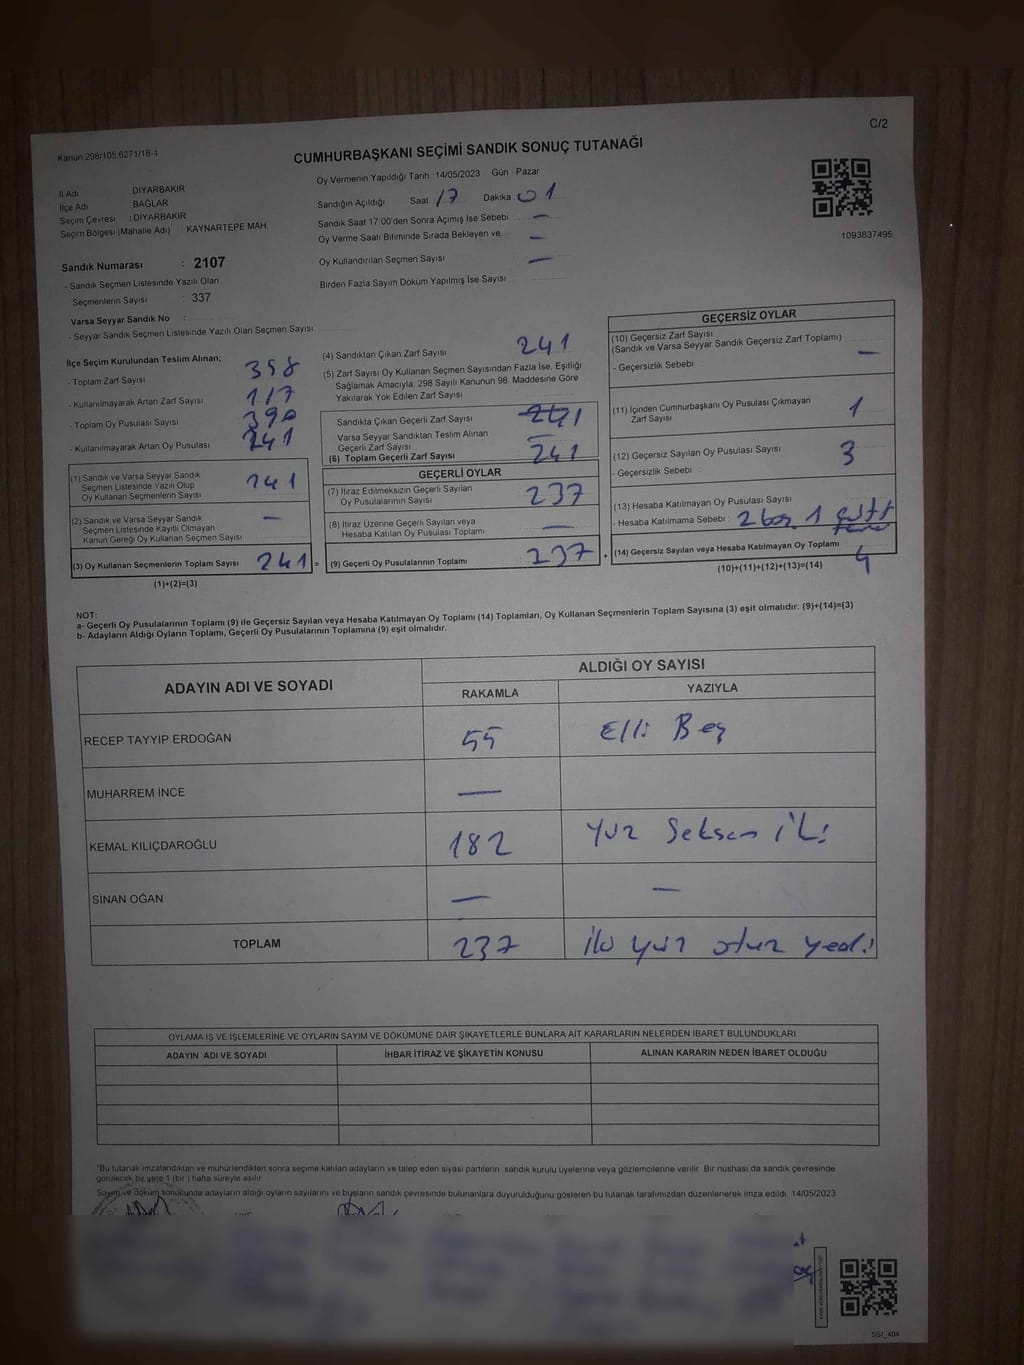 Kanun 298/105,6271/18-1
C/2
CUMHURBAŞKANI SEÇİMİ SANDIK SONUÇ TUTANAĞI
İl Adı DİYARBAKIR
İlçe Adı BAĞLAR
Seçim Çevresi : DİYARBAKIR
Seçim Bölgesi (Mahalle Adı) KAYNARTEPE MAH
Sandık Numarası : 2107
- Sandık Seçmen Listesinde Yazılı Olan
Seçmenlerin Sayısı : 337
Varsa Seyyar Sandık No :
- Seyyar Sandık Seçmen Listesinde Yazılı Olan Seçmen Sayısı
Oy Vermenin Yapıldığı Tarih 14/05/2023 Gün : Pazar
Sandığın Açıldığı Saat 17 Dakika 01
Sandık Saat 17.00'den Sonra Açımış İse Sebebi : —
Oy Verme Saati Bitiminde Sırada Bekleyen ve —
Oy Kullandırılan Seçmen Sayısı —
Birden Fazla Sayım Döküm Yapılmış İse Sayısı
1093837495
İlçe Seçim Kurulundan Teslim Alınan;
- Toplam Zarf Sayısı 358
- Kullanılmayarak Artan Zarf Sayısı 117
- Toplam Oy Pusulası Sayısı 390
- Kullanılmayarak Artan Oy Pusulası 241
(1) Sandık ve Varsa Seyyar Sandık
Seçmen Listesinde Yazılı Olup
Oy Kullanan Seçmenlerin Sayısı 241
(2) Sandık ve Varsa Seyyar Sandık
Seçmen Listesinde Kayıtlı Olmayan
Kanun Gereği Oy Kullanan Seçmen Sayısı —
(3) Oy Kullanan Seçmenlerin Toplam Sayısı 241 =
(1)+(2)=(3)
(4) Sandıktan Çıkan Zarf Sayısı 241
(5) Zarf Sayısı Oy Kullanan Seçmen Sayısından Fazla İse, Eşitliği
Sağlamak Amacıyla, 298 Sayılı Kanunun 98. Maddesine Göre
Yakılarak Yok Edilen Zarf Sayısı
Sandıkta Çıkan Geçerli Zarf Sayısı 241
Varsa Seyyar Sandıktan Teslim Alınan
Geçerli Zarf Sayısı —
(6) Toplam Geçerli Zarf Sayısı 241
GEÇERLİ OYLAR
(7) İtiraz Edilmeksizin Geçerli Sayılan
Oy Pusulalarının Sayısı 237
(8) İtiraz Üzerine Geçerli Sayılan veya
Hesaba Katılan Oy Pusulası Toplamı —
(9) Geçerli Oy Pusulalarının Toplamı 237 +
GEÇERSİZ OYLAR
(10) Geçersiz Zarf Sayısı
(Sandık ve Varsa Seyyar Sandık Geçersiz Zarf Toplamı) —
- Geçersizlik Sebebi
(11) İçinden Cumhurbaşkanı Oy Pusulası Çıkmayan
Zarf Sayısı 1
(12) Geçersiz Sayılan Oy Pusulası Sayısı 3
- Geçersizlik Sebebi :
(13) Hesaba Katılmayan Oy Pusulası Sayısı
- Hesaba Katılmama Sebebi 2 boş 1 çift
(14) Geçersiz Sayılan veya Hesaba Katılmayan Oy Toplamı 4
(10)+(11)+(12)+(13)=(14)
NOT:
a- Geçerli Oy Pusulalarının Toplamı (9) ile Geçersiz Sayılan veya Hesaba Katılmayan Oy Toplamı (14) Toplamları, Oy Kullanan Seçmenlerin Toplam Sayısına (3) eşit olmalıdır. (9)+(14)=(3)
b- Adayların Aldığı Oyların Toplamı, Geçerli Oy Pusulalarının Toplamına (9) eşit olmalıdır.
ADAYIN ADI VE SOYADI ALDIĞI OY SAYISI
RAKAMLA YAZIYLA
RECEP TAYYIP ERDOĞAN 55 Elli Beş
MUHARREM İNCE —
KEMAL KILIÇDAROĞLU 182 Yüz Seksen iki
SİNAN OĞAN — —
TOPLAM 237 iki yüz otuz yedi
OYLAMA İŞ VE İŞLEMLERİNE VE OYLARIN SAYIM VE DÖKÜMÜNE DAİR ŞİKAYETLERLE BUNLARA AİT KARARLARIN NELERDEN İBARET BULUNDUKLARI
ADAYIN ADI VE SOYADI İHBAR İTİRAZ VE ŞİKAYETİN KONUSU ALINAN KARARIN NEDEN İBARET OLDUĞU
*Bu tutanak imzalandıktan ve mühürlendikten sonra seçime katılan adayların ve talep eden siyasi partilerin sandık kurulu üyelerine veya gözlemcilerine verilir. Bir nüshası da sandık çevresinde
görülecek bir yere 1 (bir) hafta süreyle asılır.
Sayım ve döküm sonucunda adayların aldığı oyların sayılarını ve bunların sandık çevresinde bulunanlara duyurulduğunu gösteren bu tutanak tarafımızdan düzenlenerek imza edildi. 14/05/2023
SSI_404